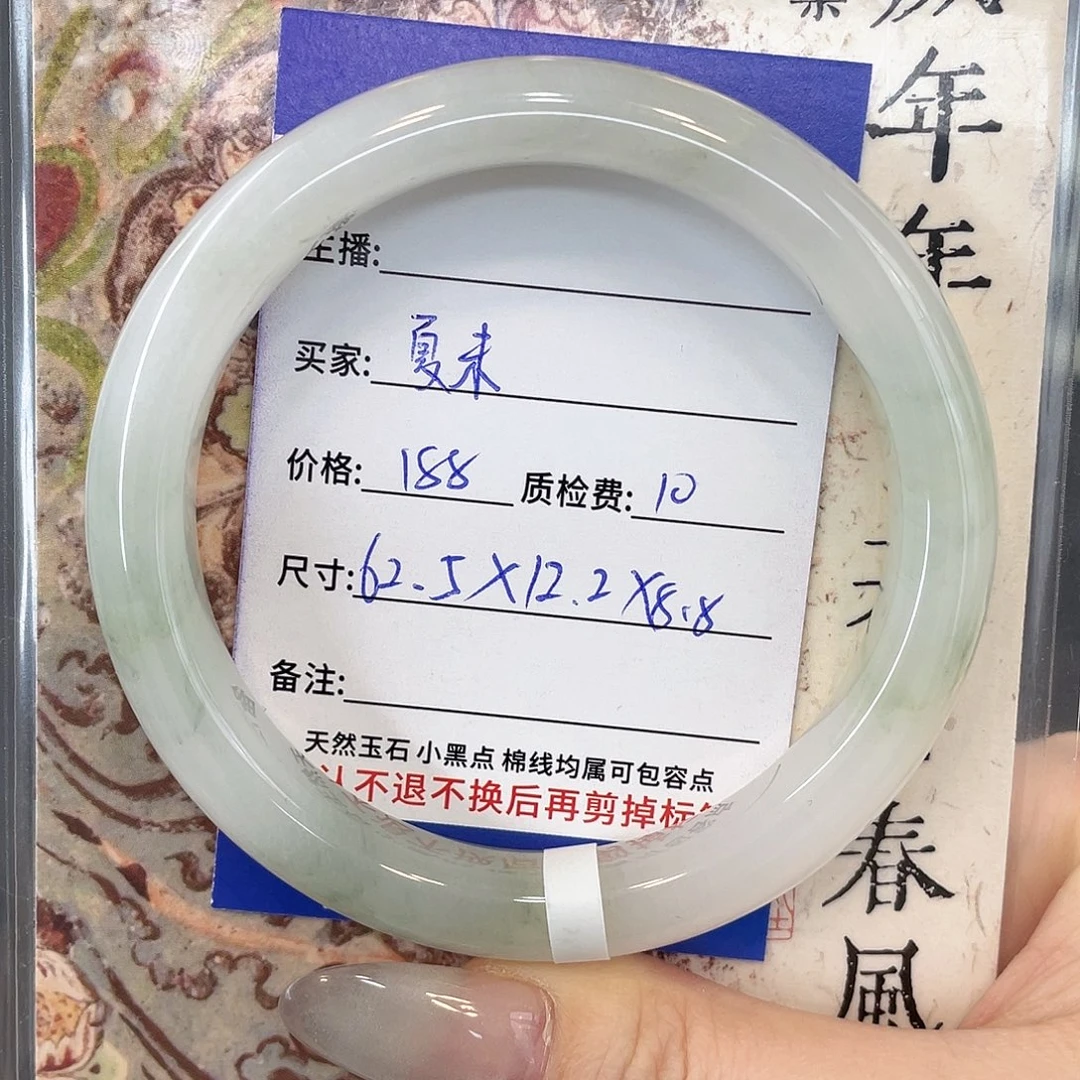 主播:
买家: 夏末
价格: 188 质检费: 10
尺寸: 62.5X12.2X8.8
备注:
天然玉石 小黑点 棉线均属可包容点
认不退不换后再剪掉标
年
年
春
風